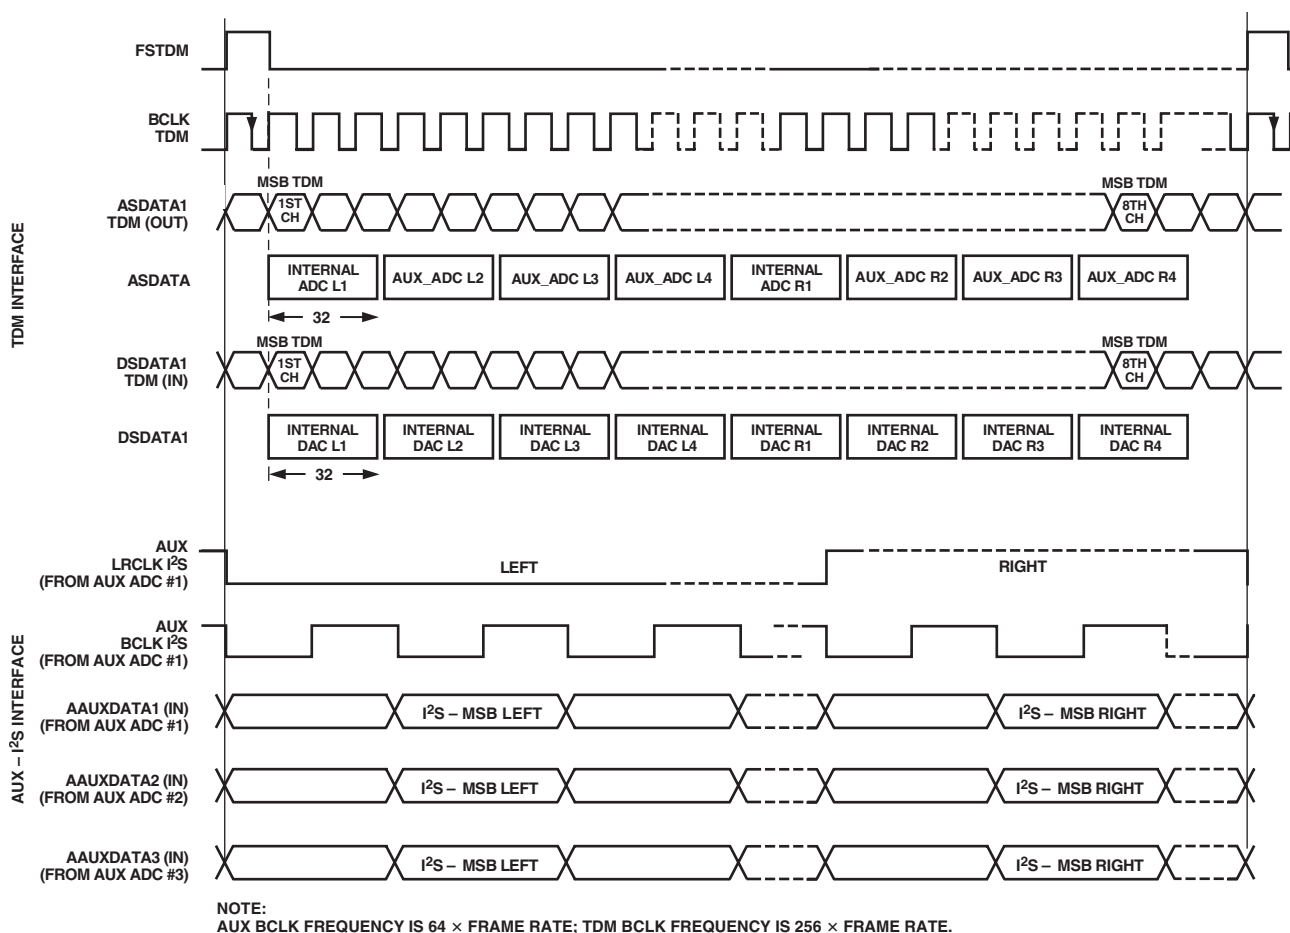 FSTDM
BCLK
TDM
MSB TDM
MSB TDM
ASDATA1
TDM (OUT)
1ST
CH
8TH
CH
ASDATA
INTERNAL
ADC L1
AUX_ADC L2
AUX_ADC L3
AUX_ADC L4
INTERNAL
ADC R1
AUX_ADC R2
AUX_ADC R3
AUX_ADC R4
32
TDM INTERFACE
MSB TDM
MSB TDM
DSDATA1
TDM (IN)
1ST
CH
8TH
CH
DSDATA1
INTERNAL
DAC L1
INTERNAL
DAC L2
INTERNAL
DAC L3
INTERNAL
DAC L4
INTERNAL
DAC R1
INTERNAL
DAC R2
INTERNAL
DAC R3
INTERNAL
DAC R4
32
AUX
LRCLK I²S
(FROM AUX ADC #1)
LEFT
RIGHT
AUX
BCLK I²S
(FROM AUX ADC #1)
AUX – I²S INTERFACE
AAUXDATA1 (IN)
(FROM AUX ADC #1)
I²S – MSB LEFT
I²S – MSB RIGHT
AAUXDATA2 (IN)
(FROM AUX ADC #2)
I²S – MSB LEFT
I²S – MSB RIGHT
AAUXDATA3 (IN)
(FROM AUX ADC #3)
I²S – MSB LEFT
I²S – MSB RIGHT
NOTE:
AUX BCLK FREQUENCY IS 64 × FRAME RATE; TDM BCLK FREQUENCY IS 256 × FRAME RATE.